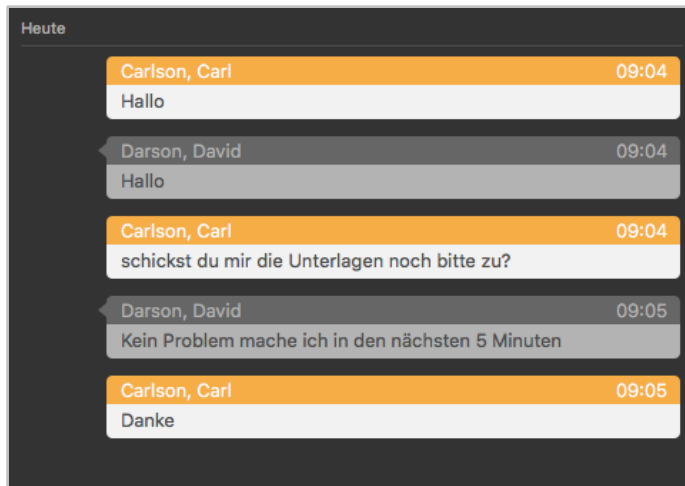 Heute
Carlson, Carl 09:04
Hallo
Darson, David 09:04
Hallo
Carlson, Carl 09:04
schickst du mir die Unterlagen noch bitte zu?
Darson, David 09:05
Kein Problem mache ich in den nächsten 5 Minuten
Carlson, Carl 09:05
Danke